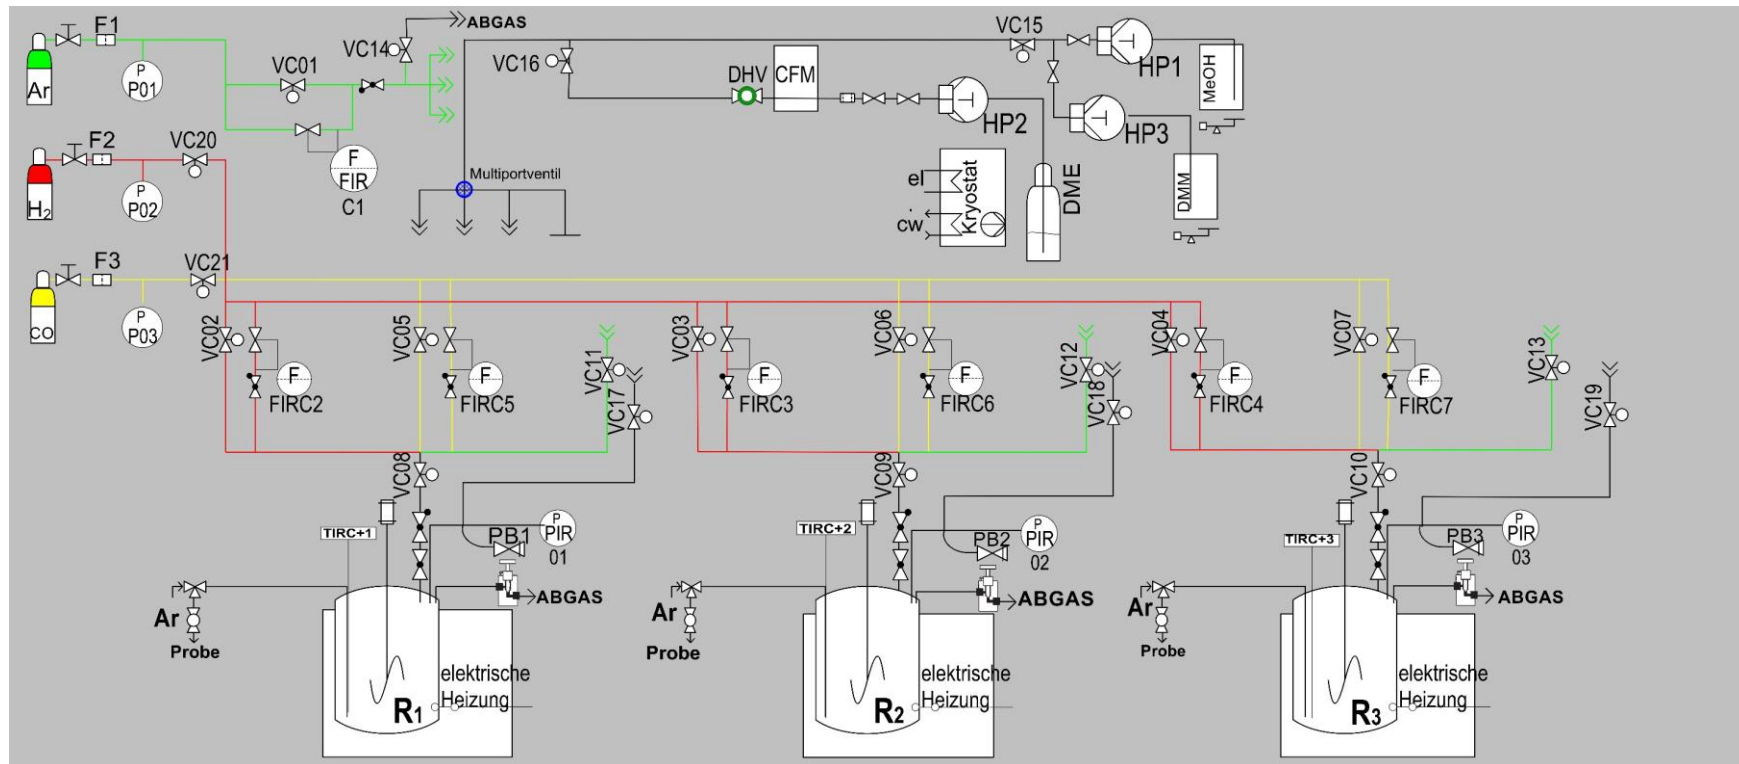 F1
ABGAS
VC14
VC15
VC16
VC01
P
P01
Ar
DHV
CFM
HP1
MeOH
HP2
HP3
F2
VC20
F
FIR
C1
H2
P
P02
Multiportventil
el
cw
Kryostat
DME
DMM
F3
VC21
CO
P
P03
VC02
F
FIRC2
VC05
F
FIRC5
VC11
VC17
VC03
F
FIRC3
VC06
F
FIRC6
VC12
VC18
VC04
F
FIRC4
VC07
F
FIRC7
VC13
VC19
VC08
VC09
VC10
TIRC+1
P
PIR
01
PB1
ABGAS
Ar
Probe
R1
elektrische
Heizung
TIRC+2
P
PIR
02
PB2
ABGAS
Ar
Probe
R2
elektrische
Heizung
TIRC+3
P
PIR
03
PB3
ABGAS
Ar
Probe
R3
elektrische
Heizung